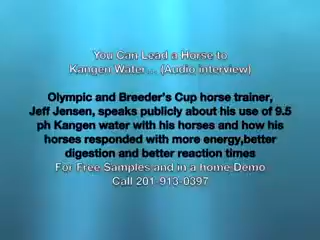 You Can Lead a Horse to
Kangen Water... (Audio interview)
Olympic and Breeder's Cup horse trainer,
Jeff Jensen, speaks publicly about his use of 9.5
ph Kangen water with his horses and how his
horses responded with more energy,better
digestion and better reaction times
For Free Samples and in a home Demo
Call 201-913-0397